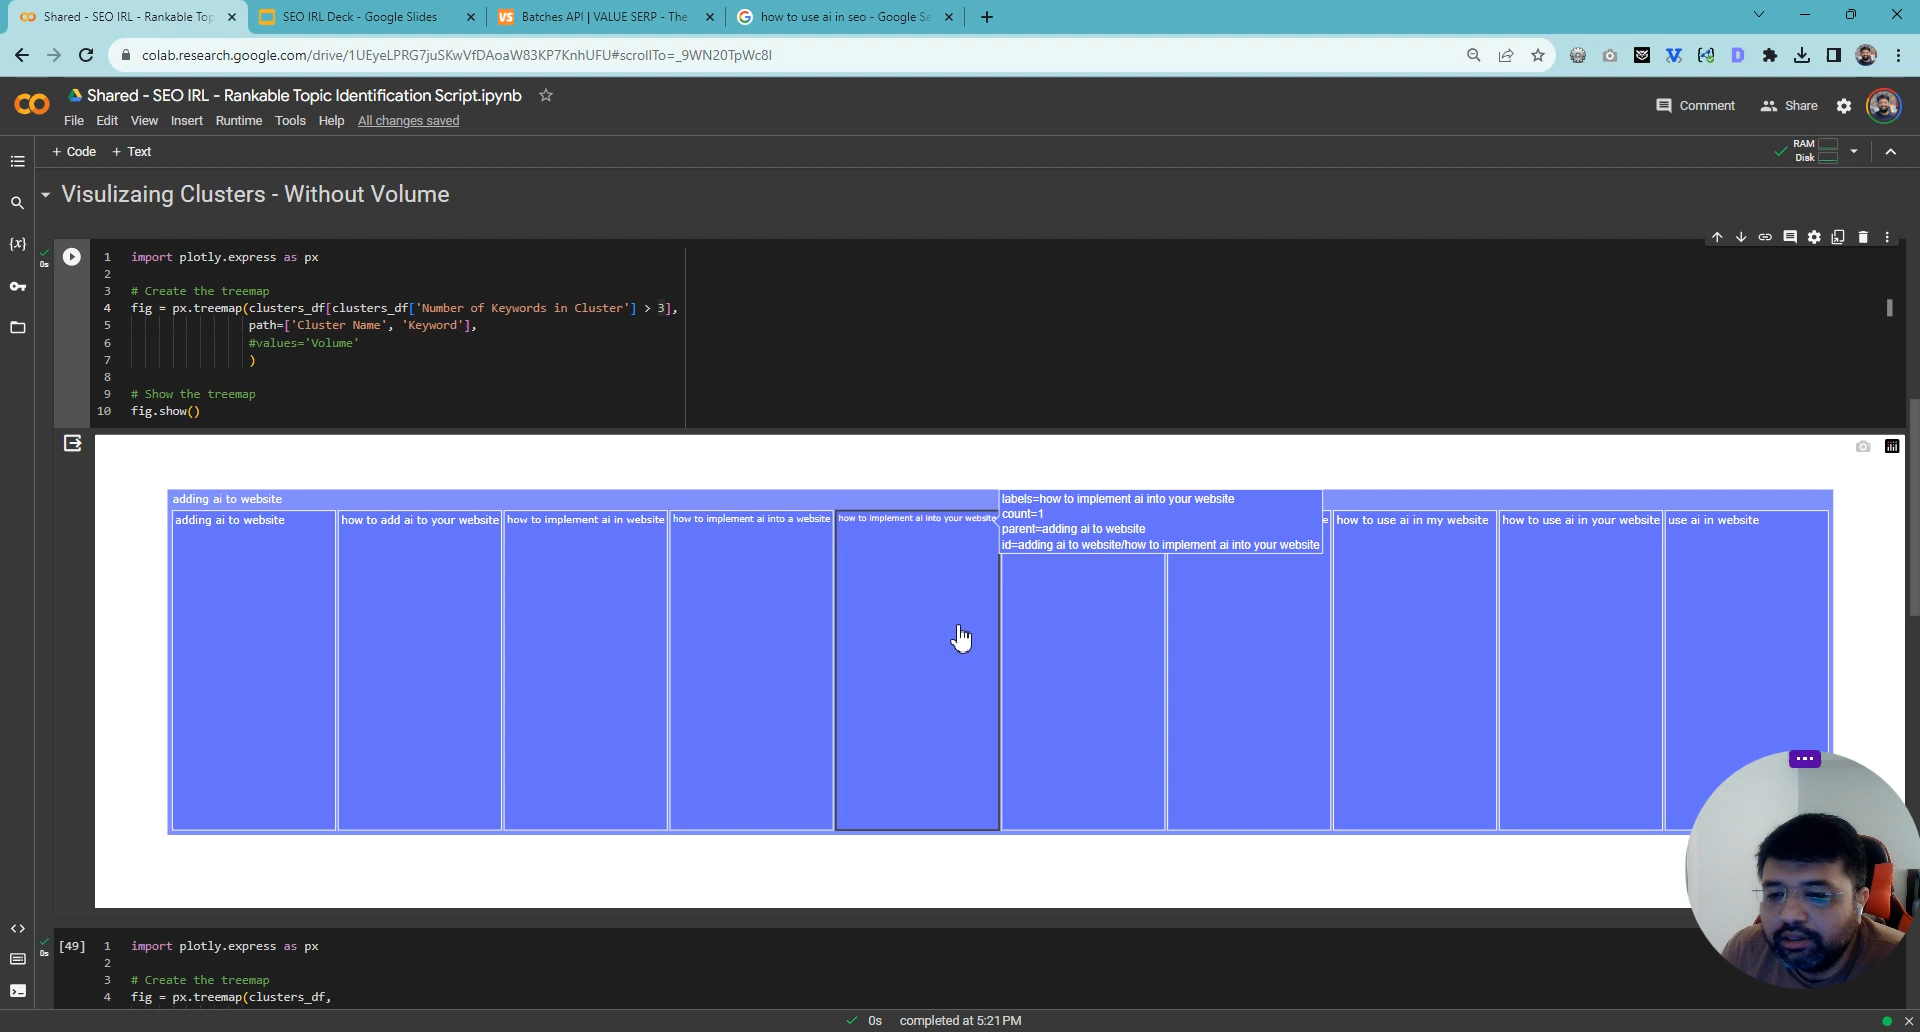 Shared - SEO IRL - Rankable Top
SEO IRL Deck - Google Slides
Batches API | VALUE SERP - The
how to use ai in seo - Google Se
colab.research.google.com/drive/1UEyeLPRG7juSKwVfDAoaW83KP7KnhUFU#scrollTo=_9WN20TpWc8I
Shared - SEO IRL - Rankable Topic Identification Script.ipynb
Comment
Share
File Edit View Insert Runtime Tools Help All changes saved
+ Code + Text
RAM
Disk
Visulizaing Clusters - Without Volume
0s
1 import plotly.express as px
2
3 # Create the treemap
4 fig = px.treemap(clusters_df[clusters_df['Number of Keywords in Cluster'] > 3],
5 path=['Cluster Name', 'Keyword'],
6 #values='Volume'
7 )
8
9 # Show the treemap
10 fig.show()
adding ai to website
adding ai to website
how to add ai to your website
how to implement ai in website
how to implement ai into a website
how to implement ai into your website
labels=how to implement ai into your website
count=1
parent=adding ai to website
id=adding ai to website/how to implement ai into your website
how to use ai in my website
how to use ai in your website
use ai in website
0s
[49] 1 import plotly.express as px
2
3 # Create the treemap
4 fig = px.treemap(clusters_df,
0s completed at 5:21 PM